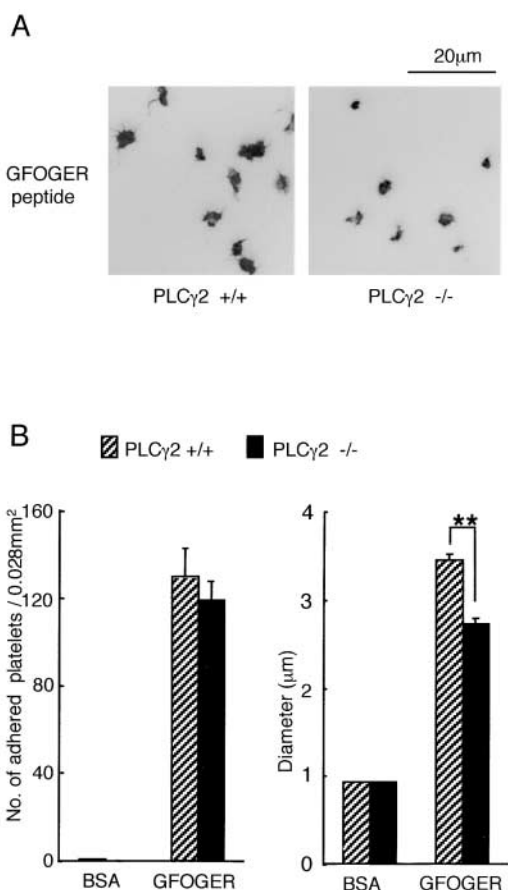 A
20μm
GFOGER
peptide
PLCγ2 +/+
PLCγ2 -/-
B
PLCγ2 +/+
PLCγ2 -/-
160
120
80
40
0
No. of adhered platelets / 0.028mm²
BSA
GFOGER
4
3
2
1
0
Diameter (μm)
**
BSA
GFOGER